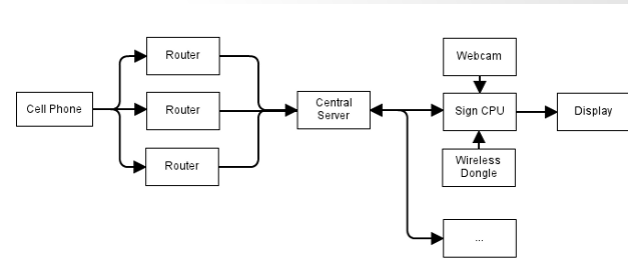 Router
Webcam
Cell Phone
Router
Central
Server
Sign CPU
Display
Router
Wireless
Dongle
...